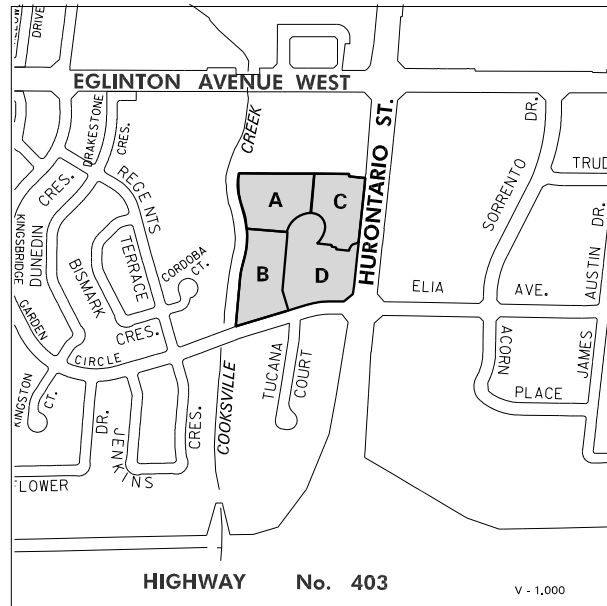 DRIVE
EGLINTON AVENUE WEST
DRAKESTONE
CRES.
CREEK
HURONTARIO ST.
DR.
TRUD
SORRENTO
REGENTS
CRES.
DUNEDIN
KINGSBRIDGE
GARDEN
CIRCLE
BISMARK
TERRACE
CRES.
CORDOBA
CT.
A
C
B
D
ELIA AVE.
AUSTIN DR.
JAMES
ACORN
PLACE
TUCANA
COURT
COOKSVILLE
KINGSTON
CT.
DR.
JENKINS
CRES.
FLOWER
HIGHWAY No. 403
V - 1.000